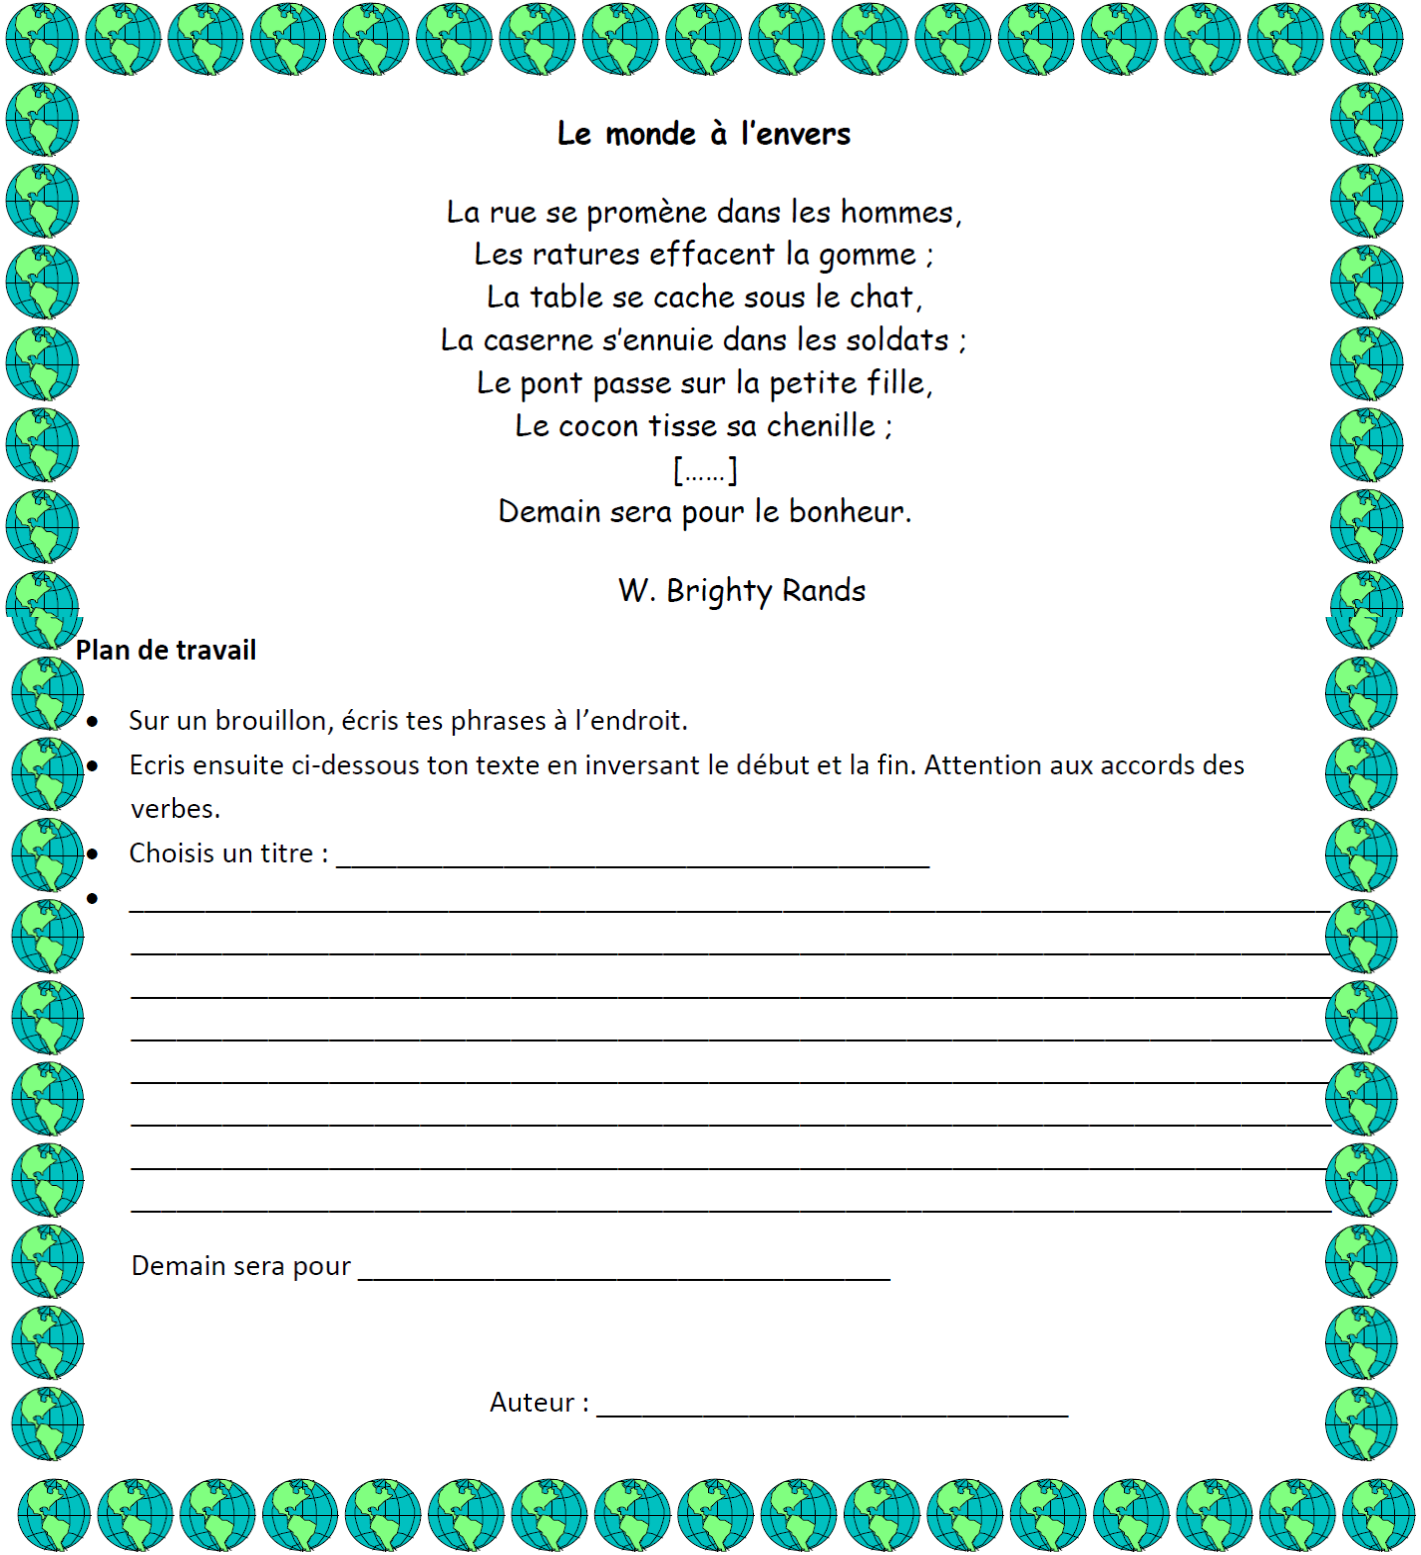 Le monde à l'envers
La rue se promène dans les hommes,
Les ratures effacent la gomme ;
La table se cache sous le chat,
La caserne s'ennuie dans les soldats ;
Le pont passe sur la petite fille,
Le cocon tisse sa chenille ;
[......]
Demain sera pour le bonheur.
W. Brighty Rands
Plan de travail
• Sur un brouillon, écris tes phrases à l'endroit.
• Ecris ensuite ci-dessous ton texte en inversant le début et la fin. Attention aux accords des
verbes.
• Choisis un titre : ______________________________________
•
Demain sera pour __________________________________
Auteur : ______________________________